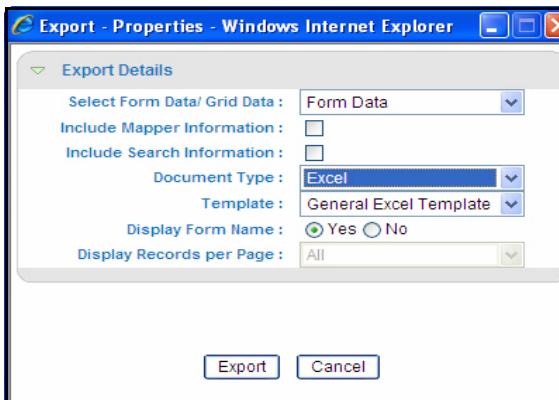 Export - Properties - Windows Internet Explorer
Export Details
Select Form Data/ Grid Data : Form Data
Include Mapper Information :
Include Search Information :
Document Type : Excel
Template : General Excel Template
Display Form Name : Yes No
Display Records per Page : All
Export Cancel